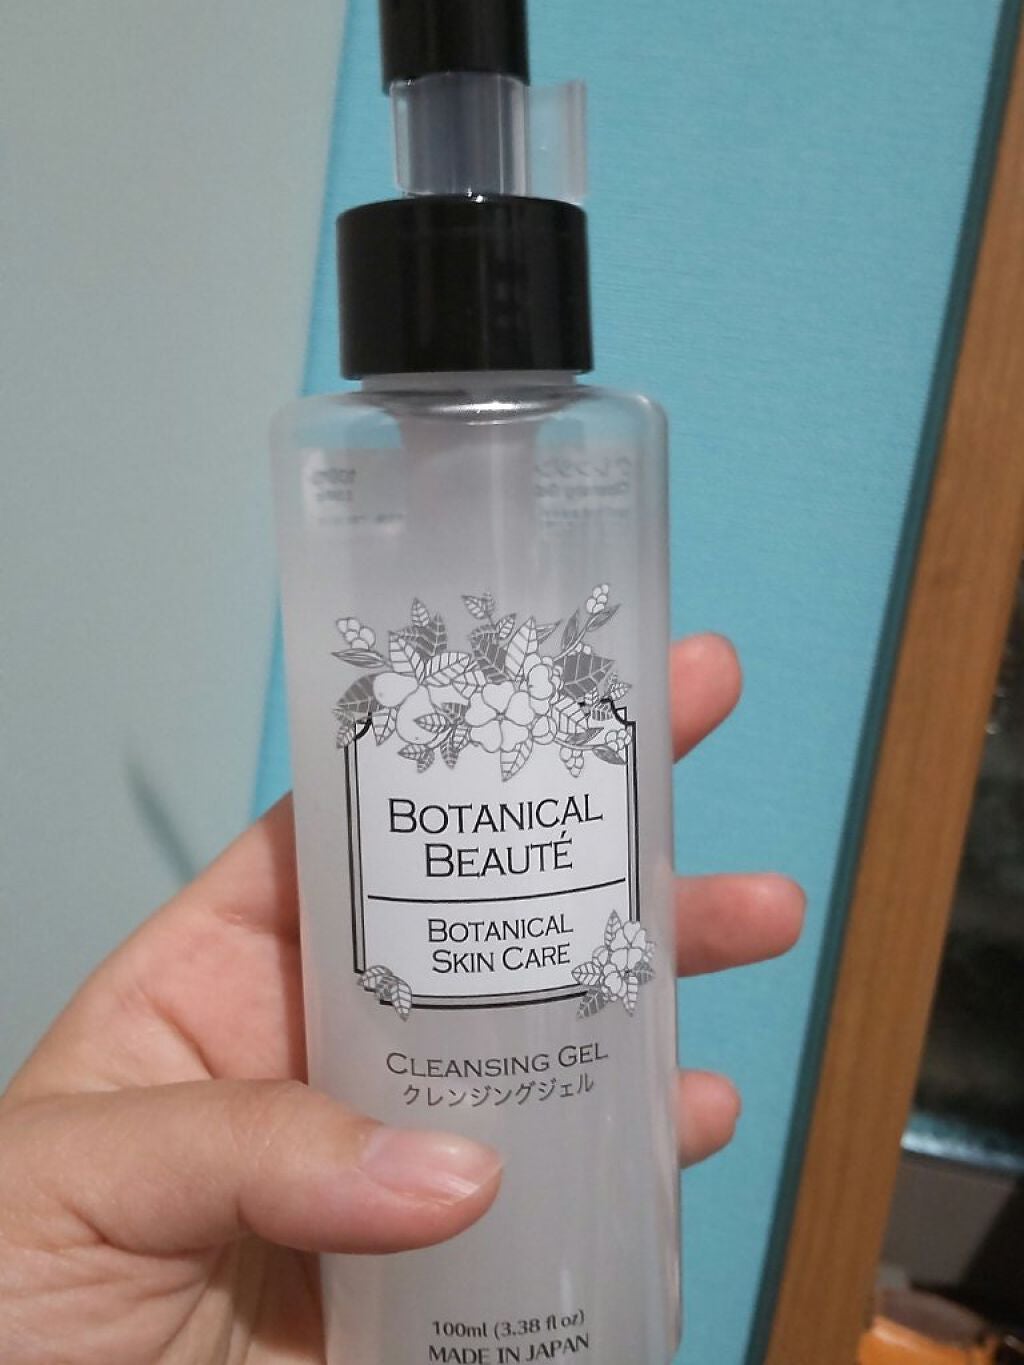 BOTANICAL
BEAUTÉ
BOTANICAL
SKIN CARE
CLEANSING GEL
クレンジングジェル
100ml (3.38 fl oz)
MADE IN JAPAN